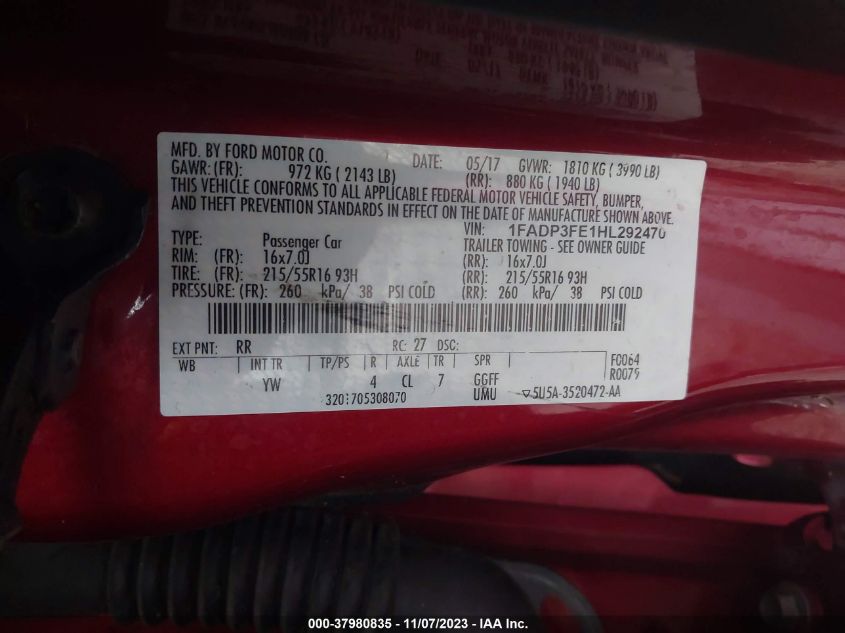 MFD. BY FORD MOTOR CO. DATE: 05/17 GVWR: 1810 KG ( 3990 LB)
GAWR: (FR): 972 KG ( 2143 LB) (RR): 880 KG ( 1940 LB)
THIS VEHICLE CONFORMS TO ALL APPLICABLE FEDERAL MOTOR VEHICLE SAFETY, BUMPER,
AND THEFT PREVENTION STANDARDS IN EFFECT ON THE DATE OF MANUFACTURE SHOWN ABOVE.
VIN: 1FADP3FE1HL292470
TYPE: Passenger Car TRAILER TOWING - SEE OWNER GUIDE
RIM: (FR): 16x7.0J (RR): 16x7.0J
TIRE: (FR): 215/55R16 93H (RR): 215/55R16 93H
PRESSURE: (FR): 260 kPa/ 38 PSI COLD (RR): 260 kPa/ 38 PSI COLD
EXT PNT: RR RC: 27 DSC:
WB INT TR TP/PS R AXLE TR SPR F0064
YW 4 CL 7 GGFF R0079
320 705308070 UMU 5U5A-3520472-AA
000-37980835 - 11/07/2023 - IAA Inc.